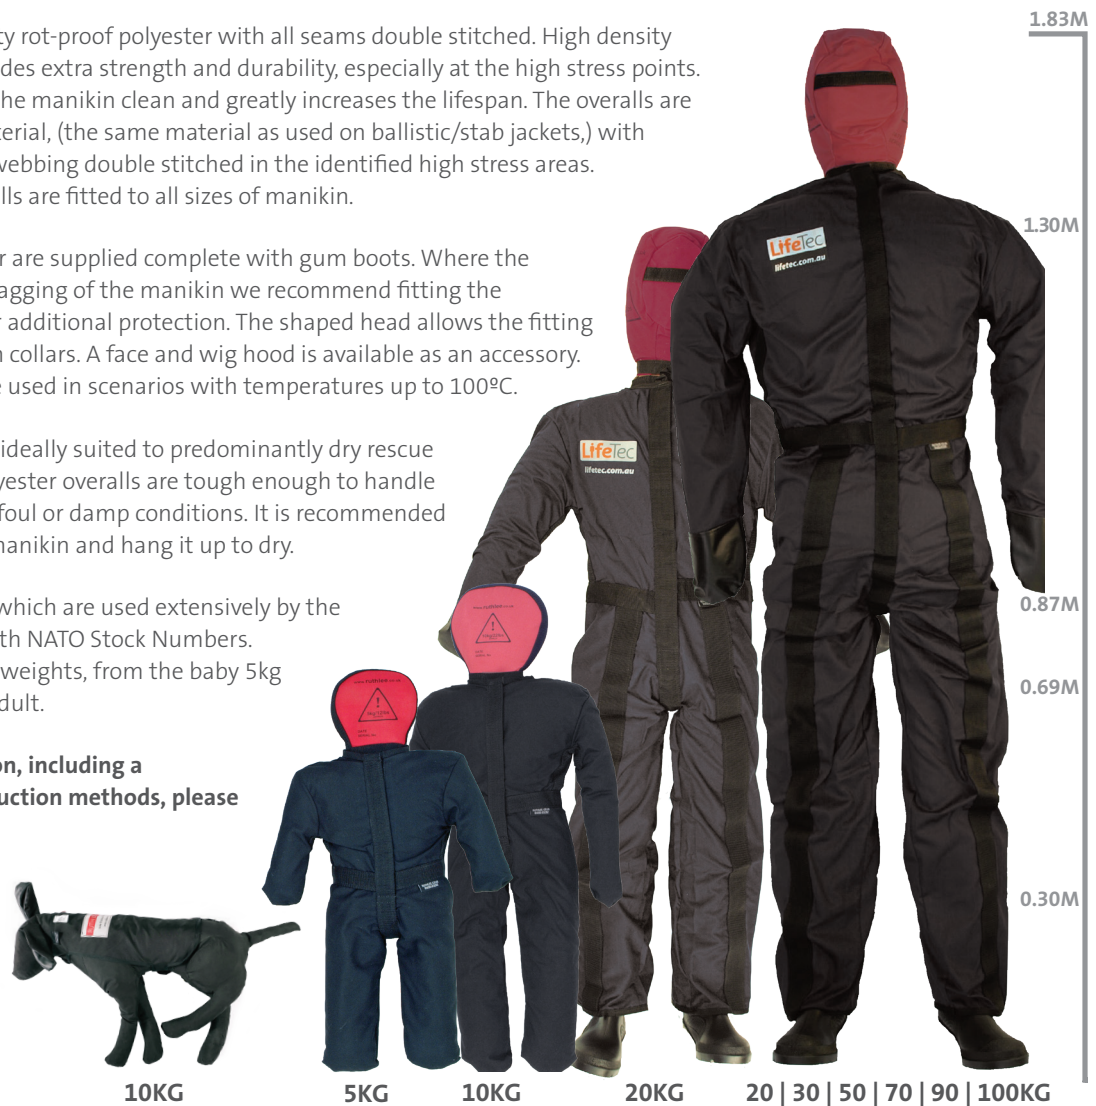 ty rot-proof polyester with all seams double stitched. High density
des extra strength and durability, especially at the high stress points.
he manikin clean and greatly increases the lifespan. The overalls are
terial, (the same material as used on ballistic/stab jackets,) with
webbing double stitched in the identified high stress areas.
lls are fitted to all sizes of manikin.
r are supplied complete with gum boots. Where the
agging of the manikin we recommend fitting the
r additional protection. The shaped head allows the fitting
n collars. A face and wig hood is available as an accessory.
e used in scenarios with temperatures up to 100ºC.
ideally suited to predominantly dry rescue
yester overalls are tough enough to handle
foul or damp conditions. It is recommended
manikin and hang it up to dry.
which are used extensively by the
th NATO Stock Numbers.
weights, from the baby 5kg
dult.
on, including a
uction methods, please
1.83M
1.30M
0.87M
0.69M
0.30M
LifeTec
lifetec.com.au
LifeTec
lifetec.com.au
10KG
5KG
10KG
20KG
20 | 30 | 50 | 70 | 90 | 100KG